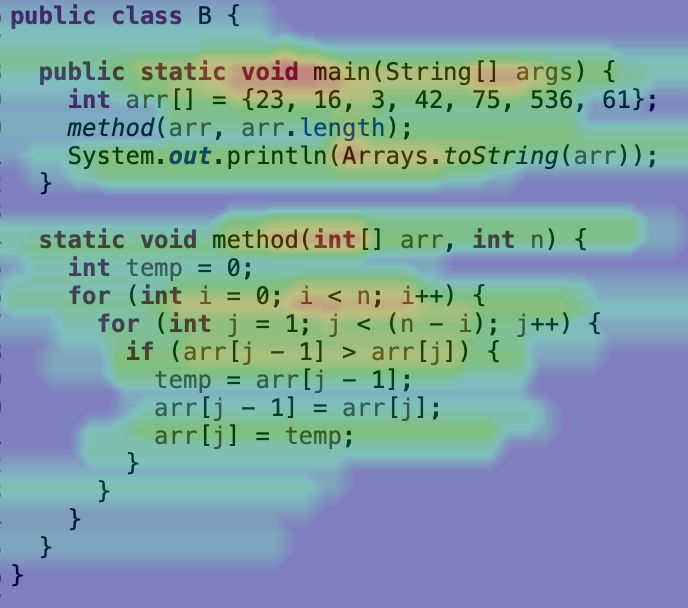 public class B {
public static void main(String[] args) {
int arr[] = {23, 16, 3, 42, 75, 536, 61};
method(arr, arr.length);
System.out.println(Arrays.toString(arr));
}
static void method(int[] arr, int n) {
int temp = 0;
for (int i = 0; i < n; i++) {
for (int j = 1; j < (n - i); j++) {
if (arr[j - 1] > arr[j]) {
temp = arr[j - 1];
arr[j - 1] = arr[j];
arr[j] = temp;
}
}
}
}
}